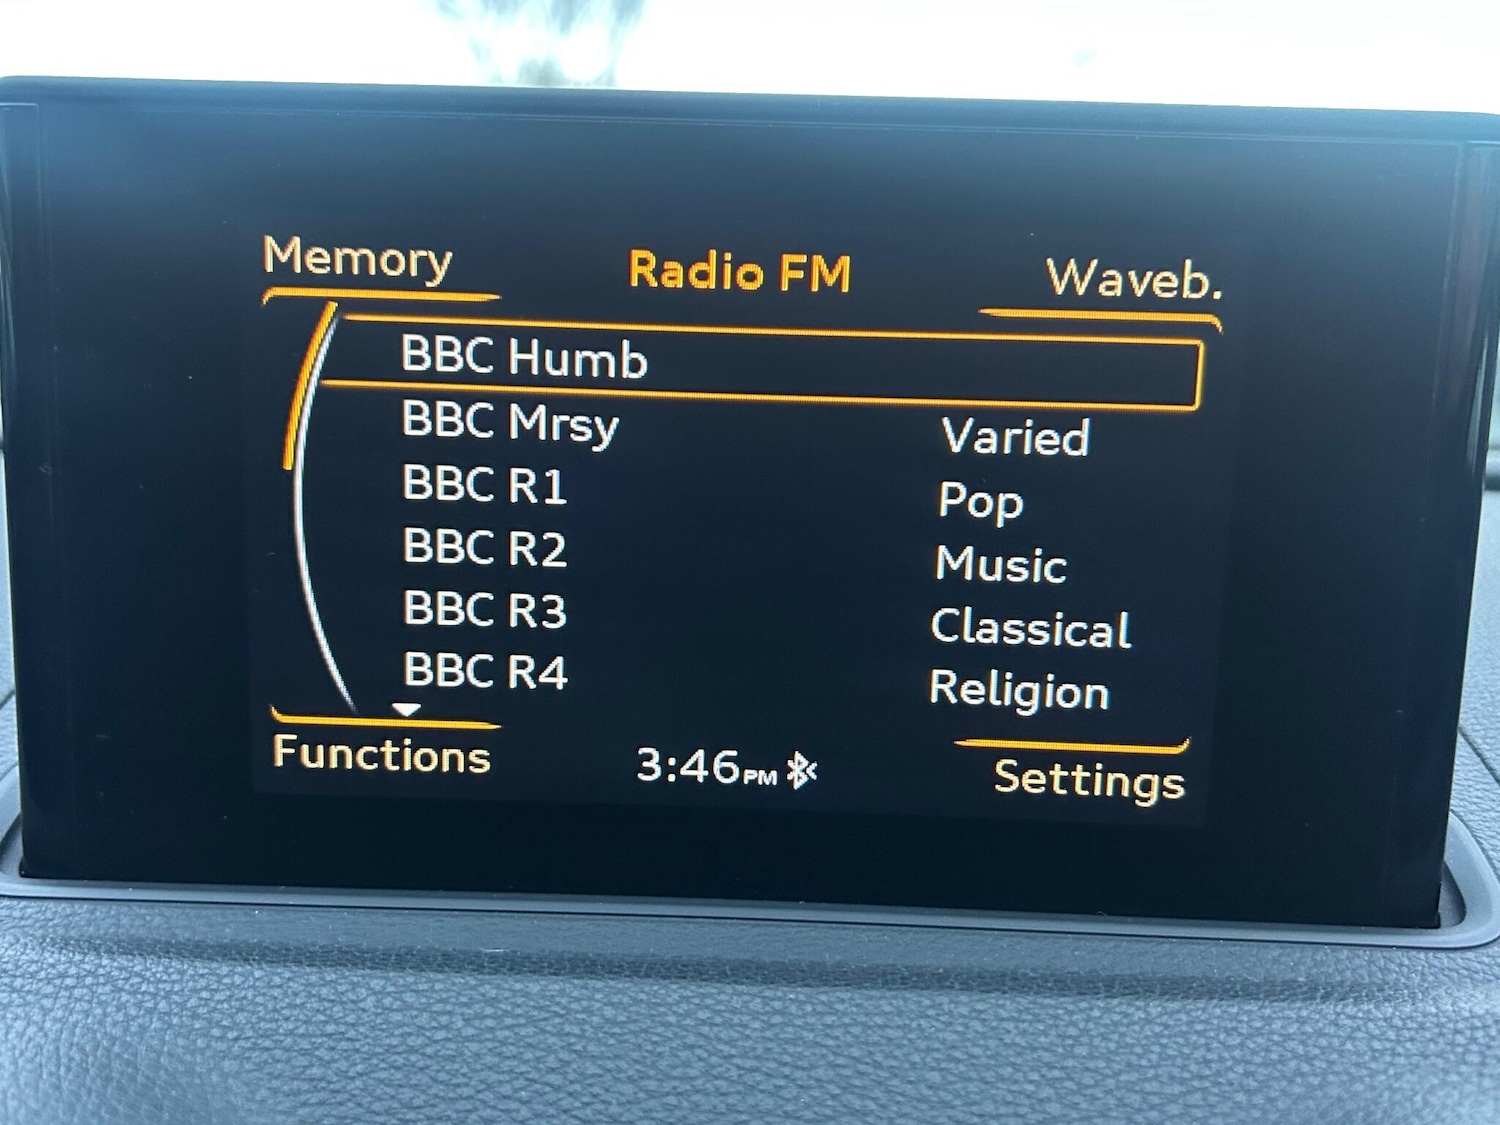 Memory Radio FM Waveb.
BBC Humb
BBC Mrsy Varied
BBC R1 Pop
BBC R2 Music
BBC R3 Classical
BBC R4 Religion
Functions 3:46PM Settings